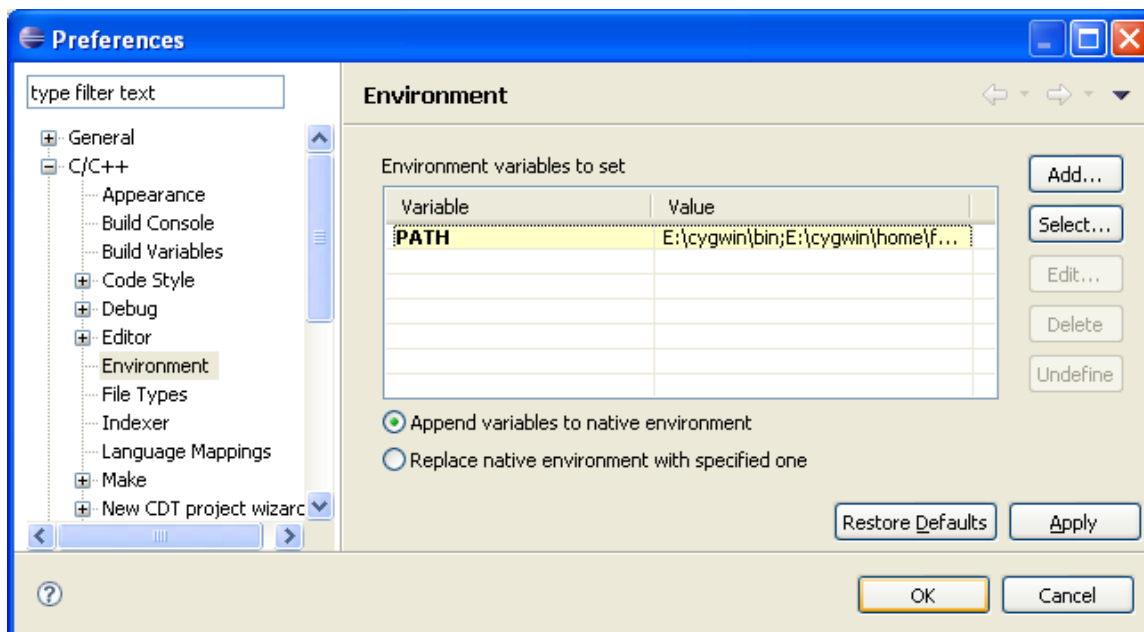 Preferences
type filter text
General
C/C++
Appearance
Build Console
Build Variables
Code Style
Debug
Editor
Environment
File Types
Indexer
Language Mappings
Make
New CDT project wizard
Environment
Environment variables to set
Variable Value
PATH E:\cygwin\bin;E:\cygwin\home\f...
Append variables to native environment
Replace native environment with specified one
Add...
Select...
Edit...
Delete
Undefine
Restore Defaults Apply
OK Cancel